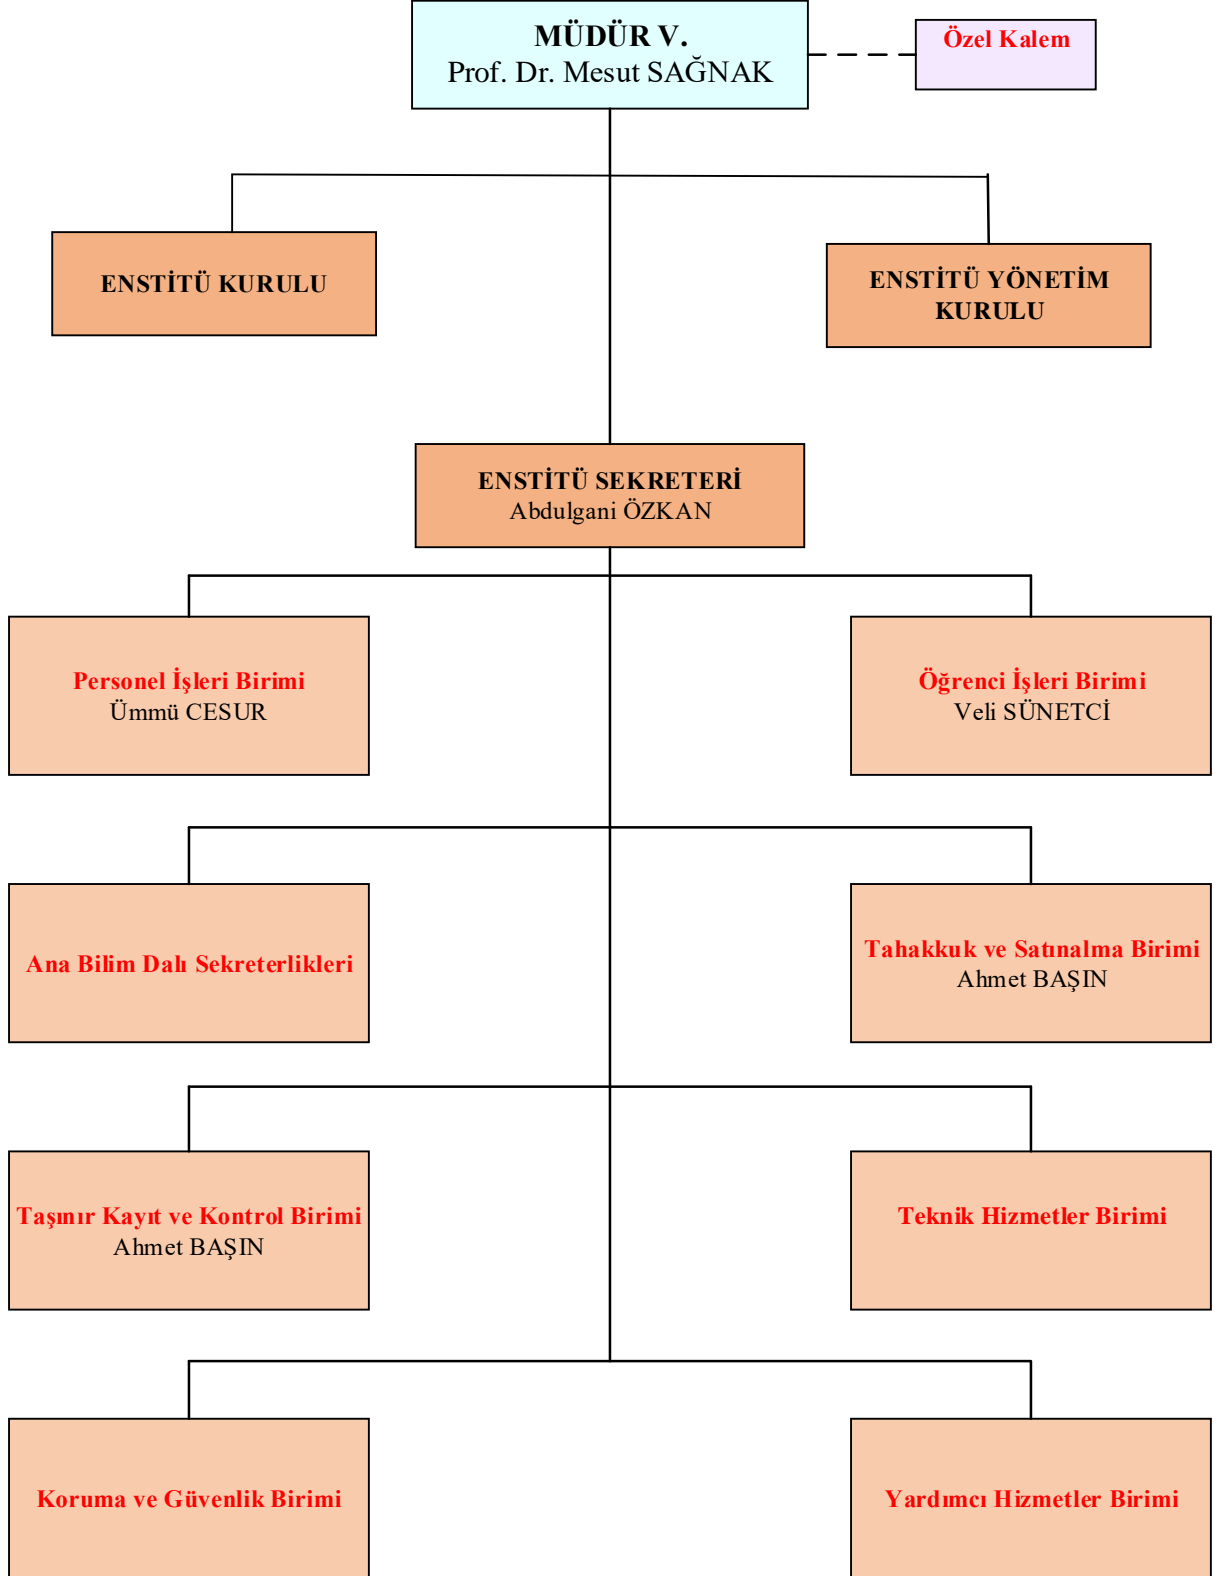 MÜDÜR V.
Prof. Dr. Mesut SAĞNAK
Özel Kalem
ENSTİTÜ KURULU
ENSTİTÜ YÖNETİM
KURULU
ENSTİTÜ SEKRETERİ
Abdulgani ÖZKAN
Personel İşleri Birimi
Ümmü CESUR
Öğrenci İşleri Birimi
Veli SÜNETCİ
Ana Bilim Dalı Sekreterlikleri
Tahakkuk ve Satınalma Birimi
Ahmet BAŞIN
Taşınır Kayıt ve Kontrol Birimi
Ahmet BAŞIN
Teknik Hizmetler Birimi
Koruma ve Güvenlik Birimi
Yardımcı Hizmetler Birimi